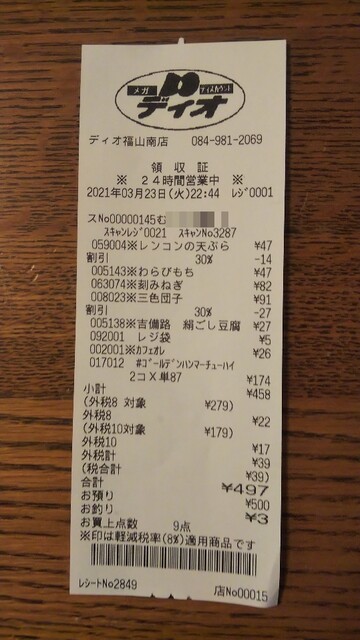 メガ ディスカウント
ディオ
ディオ福山南店 084-981-2069
領収証
※ 24時間営業中 ※
2021年03月23日(火)22:44 レジ0001
スNo00000145む
スキャンレジ0021 スキャンNo3287
059004※レンコンの天ぷら ¥47
割引 30% -14
005143※わらびもち ¥47
063074※刻みねぎ ¥82
008023※三色団子 ¥91
割引 30% -27
005138※吉備路 絹ごし豆腐 ¥27
092001 レジ袋 ¥5
002001※カフェオレ ¥26
017012 #ゴールデンハンマーチューハイ
2コ×単87 ¥174
小計 ¥458
(外税8 対象 ¥279)
外税8 ¥22
(外税10対象 ¥179)
外税10 ¥17
外税計 ¥39
(税合計 ¥39)
合計 ¥497
お預り ¥500
お釣り ¥3
お買上点数 9点
※印は軽減税率(8%)適用商品です
レシートNo2849 店No00015